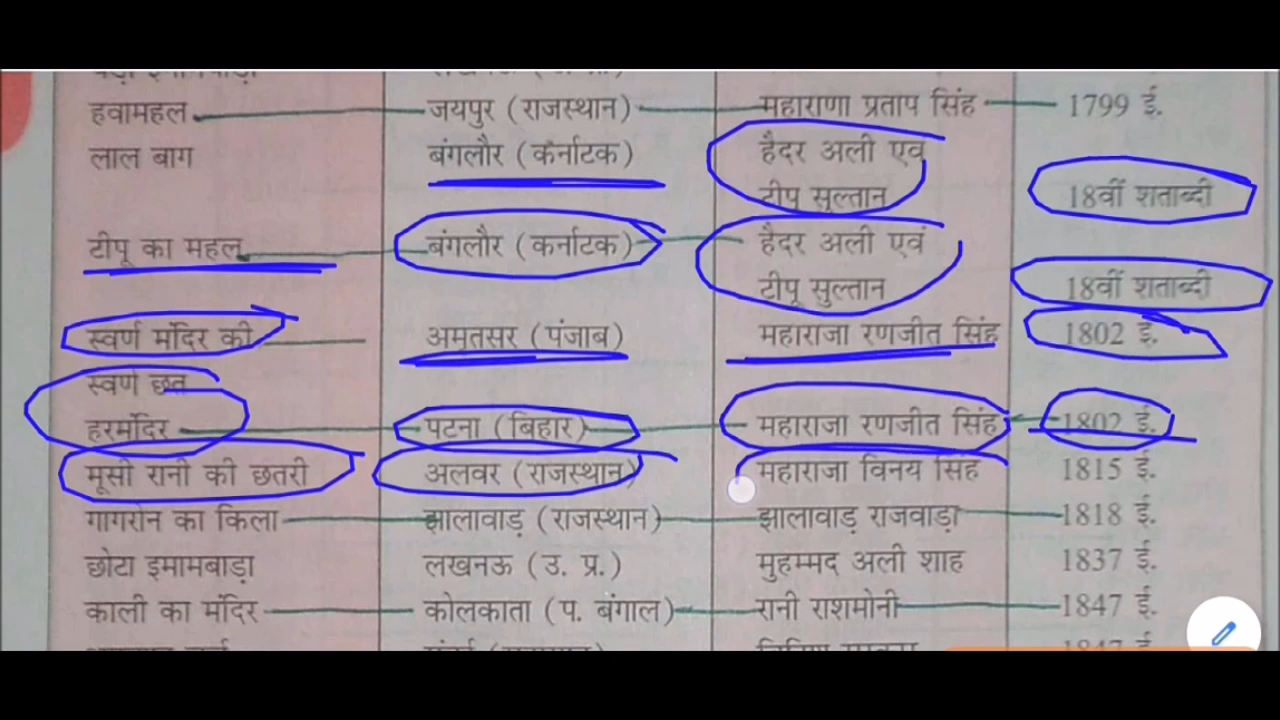 हवामहल जयपुर (राजस्थान) महाराणा प्रताप सिंह 1799 ई.
लाल बाग बंगलौर (कर्नाटक) हैदर अली एवं
टीपू सुल्तान 18वीं शताब्दी
टीपू का महल बंगलौर (कर्नाटक) हैदर अली एवं
टीपू सुल्तान 18वीं शताब्दी
स्वर्ण मंदिर की अमृतसर (पंजाब) महाराजा रणजीत सिंह 1802 ई.
स्वर्ण छत
हरमंदिर पटना (बिहार) महाराजा रणजीत सिंह 1802 ई.
मूसी रानी की छतरी अलवर (राजस्थान) महाराजा विनय सिंह 1815 ई.
गागरोन का किला झालावाड़ (राजस्थान) झालावाड़ राजवाड़ा 1818 ई.
छोटा इमामबाड़ा लखनऊ (उ. प्र.) मुहम्मद अली शाह 1837 ई.
काली का मंदिर कोलकाता (प. बंगाल) रानी राशमोनी 1847 ई.